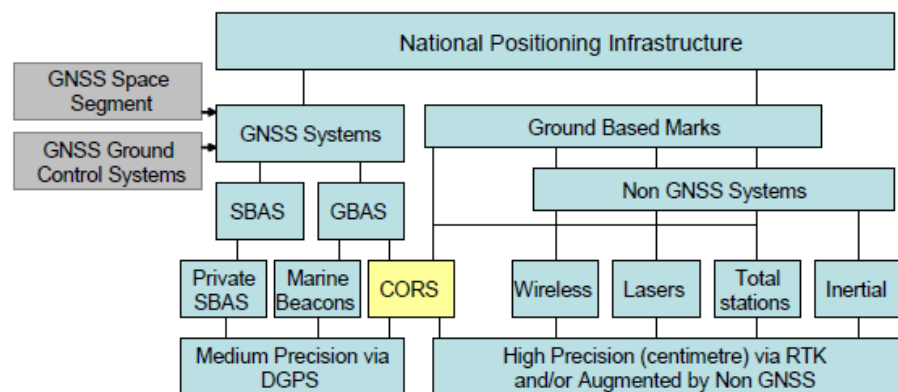 National Positioning Infrastructure
GNSS Space
Segment
GNSS Systems
Ground Based Marks
GNSS Ground
Control Systems
Non GNSS Systems
SBAS
GBAS
Private
SBAS
Marine
Beacons
CORS
Wireless
Lasers
Total
stations
Inertial
Medium Precision via
DGPS
High Precision (centimetre) via RTK
and/or Augmented by Non GNSS